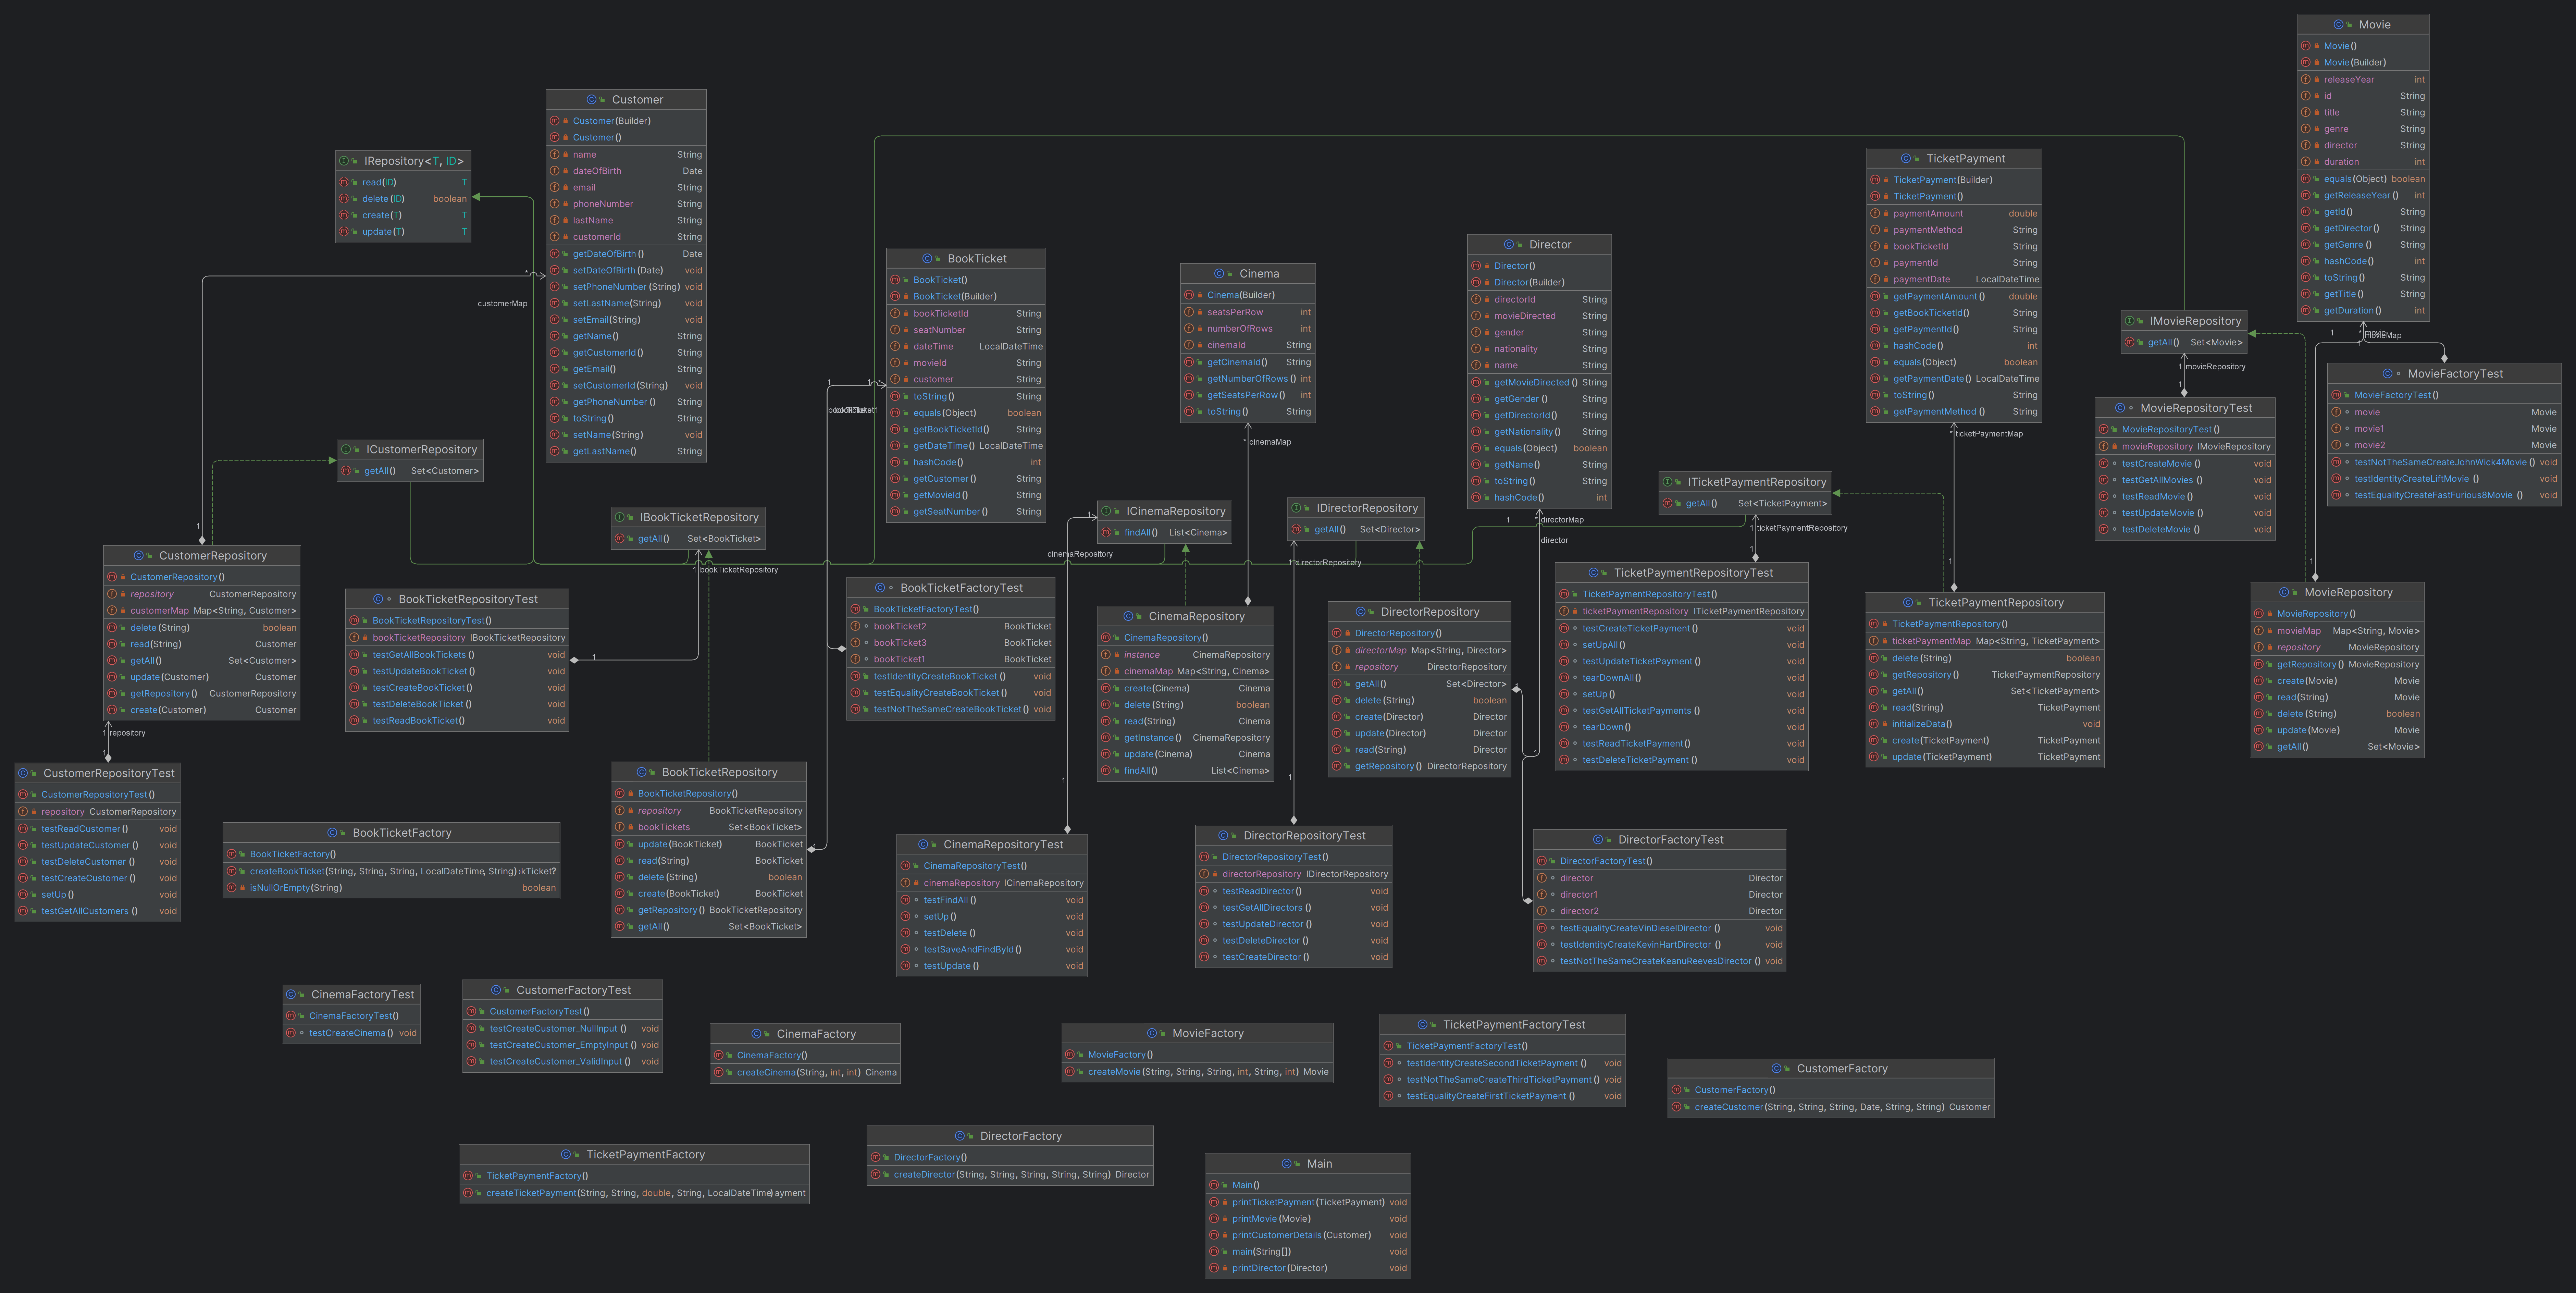 Movie
Movie()
Movie(Builder)
releaseYear int
id String
title String
genre String
director String
duration int
equals(Object) boolean
getReleaseYear() int
getId() String
getDirector() String
getGenre() String
hashCode() int
toString() String
getTitle() String
getDuration() int
Customer
Customer(Builder)
Customer()
name String
dateOfBirth Date
email String
phoneNumber String
lastName String
customerId String
getDateOfBirth() Date
setDateOfBirth(Date) void
setPhoneNumber(String) void
setLastName(String) void
setEmail(String) void
getName() String
getCustomerId() String
getEmail() String
setCustomerId(String) void
getPhoneNumber() String
toString() String
setName(String) void
getLastName() String
IRepository<T, ID>
read(ID) T
delete(ID) boolean
create(T) T
update(T) T
TicketPayment
TicketPayment(Builder)
TicketPayment()
paymentAmount double
paymentMethod String
bookTicketId String
paymentId String
paymentDate LocalDateTime
getPaymentAmount() double
getBookTicketId() String
getPaymentId() String
hashCode() int
equals(Object) boolean
getPaymentDate() LocalDateTime
toString() String
getPaymentMethod() String
Director
Director()
Director(Builder)
directorId String
movieDirected String
gender String
nationality String
name String
getMovieDirected() String
getGender() String
getDirectorId() String
getNationality() String
equals(Object) boolean
getName() String
toString() String
hashCode() int
BookTicket
BookTicket()
BookTicket(Builder)
bookTicketId String
seatNumber String
dateTime LocalDateTime
movieId String
customer String
toString() String
equals(Object) boolean
getBookTicketId() String
getDateTime() LocalDateTime
hashCode() int
getCustomer() String
getMovieId() String
getSeatNumber() String
Cinema
Cinema(Builder)
seatsPerRow int
numberOfRows int
cinemaId String
getCinemaId() String
getNumberOfRows() int
getSeatsPerRow() int
toString() String
*
customerMap
1
1
1
* cinemaMap
* ticketPaymentMap
IMovieRepository
getAll() Set<Movie>
1
*
movieMap
1
1 movieRepository
1
MovieFactoryTest
MovieFactoryTest()
movie Movie
movie1 Movie
movie2 Movie
testNotTheSameCreateJohnWick4Movie() void
testIdentityCreateLiftMovie() void
testEqualityCreateFastFurious8Movie() void
MovieRepositoryTest
MovieRepositoryTest()
movieRepository IMovieRepository
testCreateMovie() void
testGetAllMovies() void
testReadMovie() void
testUpdateMovie() void
testDeleteMovie() void
ICustomerRepository
getAll() Set<Customer>
ITicketPaymentRepository
getAll() Set<TicketPayment>
IBookTicketRepository
getAll() Set<BookTicket>
ICinemaRepository
findAll() List<Cinema>
IDirectorRepository
getAll() Set<Director>
1
* directorMap
director
1 ticketPaymentRepository
1
cinemaRepository
1 directorRepository
1 bookTicketRepository
1
CustomerRepository
CustomerRepository()
repository CustomerRepository
customerMap Map<String, Customer>
delete(String) boolean
read(String) Customer
getAll() Set<Customer>
update(Customer) Customer
getRepository() CustomerRepository
create(Customer) Customer
BookTicketRepositoryTest
BookTicketRepositoryTest()
bookTicketRepository IBookTicketRepository
testGetAllBookTickets() void
testUpdateBookTicket() void
testCreateBookTicket() void
testDeleteBookTicket() void
testReadBookTicket() void
1
BookTicketFactoryTest
BookTicketFactoryTest()
bookTicket2 BookTicket
bookTicket3 BookTicket
bookTicket1 BookTicket
testIdentityCreateBookTicket() void
testEqualityCreateBookTicket() void
testNotTheSameCreateBookTicket() void
CinemaRepository
CinemaRepository()
instance CinemaRepository
cinemaMap Map<String, Cinema>
create(Cinema) Cinema
delete(String) boolean
read(String) Cinema
getInstance() CinemaRepository
update(Cinema) Cinema
findAll() List<Cinema>
DirectorRepository
DirectorRepository()
directorMap Map<String, Director>
repository DirectorRepository
getAll() Set<Director>
delete(String) boolean
create(Director) Director
update(Director) Director
read(String) Director
getRepository() DirectorRepository
1
1
TicketPaymentRepositoryTest
TicketPaymentRepositoryTest()
ticketPaymentRepository ITicketPaymentRepository
testCreateTicketPayment() void
setUpAll() void
testUpdateTicketPayment() void
tearDownAll() void
setUp() void
testGetAllTicketPayments() void
tearDown() void
testReadTicketPayment() void
testDeleteTicketPayment() void
1
TicketPaymentRepository
TicketPaymentRepository()
ticketPaymentMap Map<String, TicketPayment>
delete(String) boolean
getRepository() TicketPaymentRepository
getAll() Set<TicketPayment>
read(String) TicketPayment
initializeData() void
create(TicketPayment) TicketPayment
update(TicketPayment) TicketPayment
1
MovieRepository
MovieRepository()
movieMap Map<String, Movie>
repository MovieRepository
getRepository() MovieRepository
create(Movie) Movie
read(String) Movie
delete(String) boolean
update(Movie) Movie
getAll() Set<Movie>
1 repository
1
CustomerRepositoryTest
CustomerRepositoryTest()
repository CustomerRepository
testReadCustomer() void
testUpdateCustomer() void
testDeleteCustomer() void
testCreateCustomer() void
setUp() void
testGetAllCustomers() void
BookTicketFactory
BookTicketFactory()
createBookTicket(String, String, String, LocalDateTime, String) kTicket?
isNullOrEmpty(String) boolean
BookTicketRepository
BookTicketRepository()
repository BookTicketRepository
bookTickets Set<BookTicket>
update(BookTicket) BookTicket
read(String) BookTicket
delete(String) boolean
create(BookTicket) BookTicket
getRepository() BookTicketRepository
getAll() Set<BookTicket>
1
1
CinemaRepositoryTest
CinemaRepositoryTest()
cinemaRepository ICinemaRepository
testFindAll() void
setUp() void
testDelete() void
testSaveAndFindById() void
testUpdate() void
1
DirectorRepositoryTest
DirectorRepositoryTest()
directorRepository IDirectorRepository
testReadDirector() void
testGetAllDirectors() void
testUpdateDirector() void
testDeleteDirector() void
testCreateDirector() void
DirectorFactoryTest
DirectorFactoryTest()
director Director
director1 Director
director2 Director
testEqualityCreateVinDieselDirector() void
testIdentityCreateKevinHartDirector() void
testNotTheSameCreateKeanuReevesDirector() void
CinemaFactoryTest
CinemaFactoryTest()
testCreateCinema() void
CustomerFactoryTest
CustomerFactoryTest()
testCreateCustomer_NullInput() void
testCreateCustomer_EmptyInput() void
testCreateCustomer_ValidInput() void
CinemaFactory
CinemaFactory()
createCinema(String, int, int) Cinema
MovieFactory
MovieFactory()
createMovie(String, String, String, int, String, int) Movie
TicketPaymentFactoryTest
TicketPaymentFactoryTest()
testIdentityCreateSecondTicketPayment() void
testNotTheSameCreateThirdTicketPayment() void
testEqualityCreateFirstTicketPayment() void
CustomerFactory
CustomerFactory()
createCustomer(String, String, String, Date, String, String) Customer
TicketPaymentFactory
TicketPaymentFactory()
createTicketPayment(String, String, double, String, LocalDateTime) ayment
DirectorFactory
DirectorFactory()
createDirector(String, String, String, String, String) Director
Main
Main()
printTicketPayment(TicketPayment) void
printMovie(Movie) void
printCustomerDetails(Customer) void
main(String[]) void
printDirector(Director) void